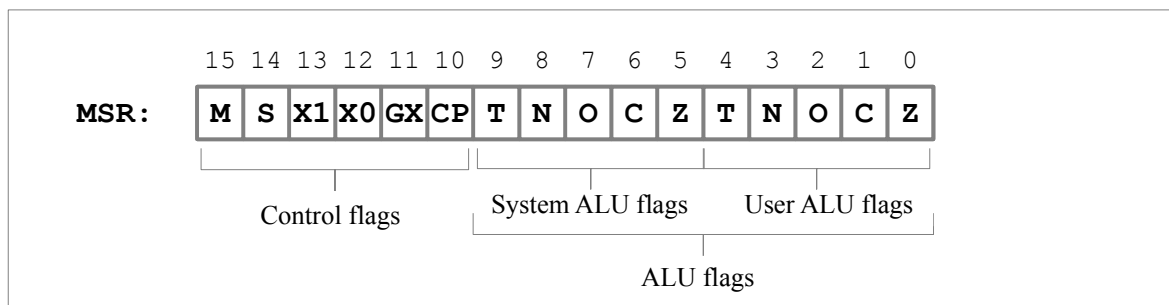 15 14 13 12 11 10 9 8 7 6 5 4 3 2 1 0
MSR: M S X1 X0 GX CP T N O C Z T N O C Z
Control flags System ALU flags User ALU flags
ALU flags